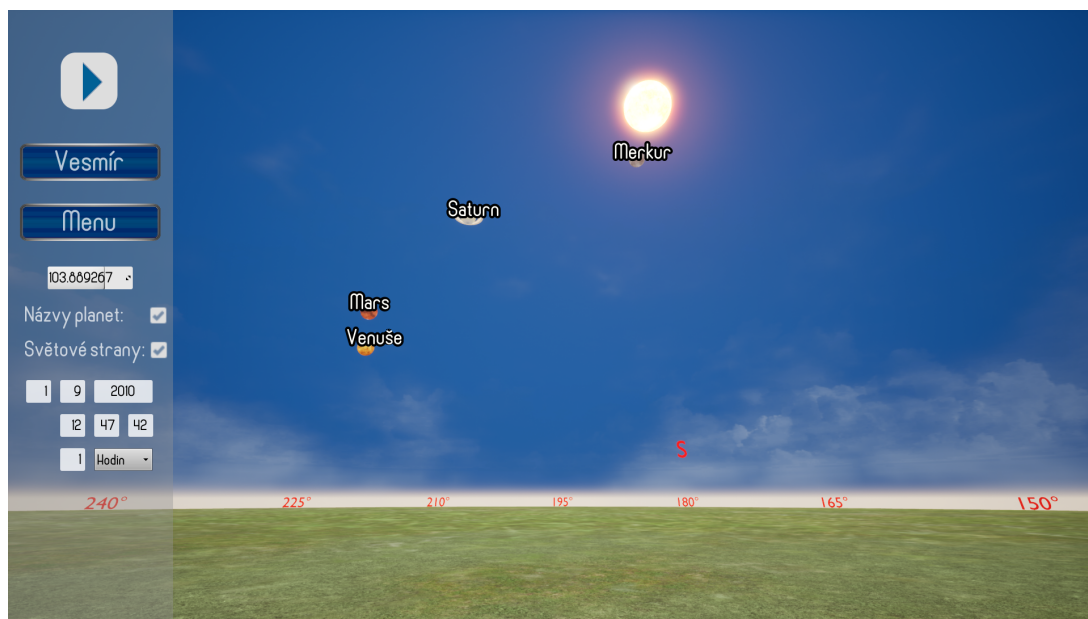 Vesmír
Menu
103.889267
Názvy planet:
Světové strany:
1 9 2010
12 47 42
1 Hodin
Merkur
Saturn
Mars
Venuše
S
240° 225° 210° 195° 180° 165° 150°